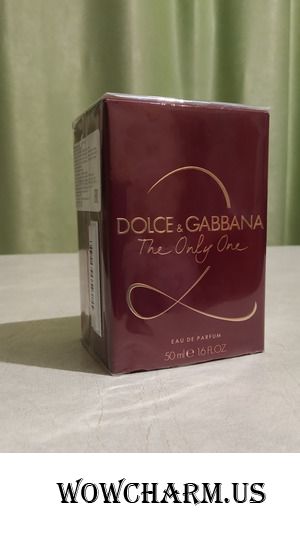 DOLCE & GABBANA
The Only One
2
EAU DE PARFUM
50 ml e 1.6 FL.OZ.
WOWCHARM.US